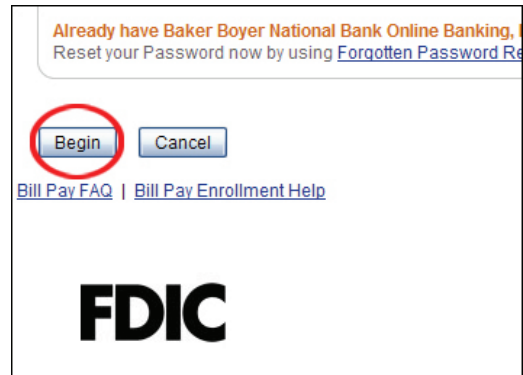 Already have Baker Boyer National Bank Online Banking,
Reset your Password now by using Forgotten Password Re
Begin Cancel
Bill Pay FAQ | Bill Pay Enrollment Help
FDIC